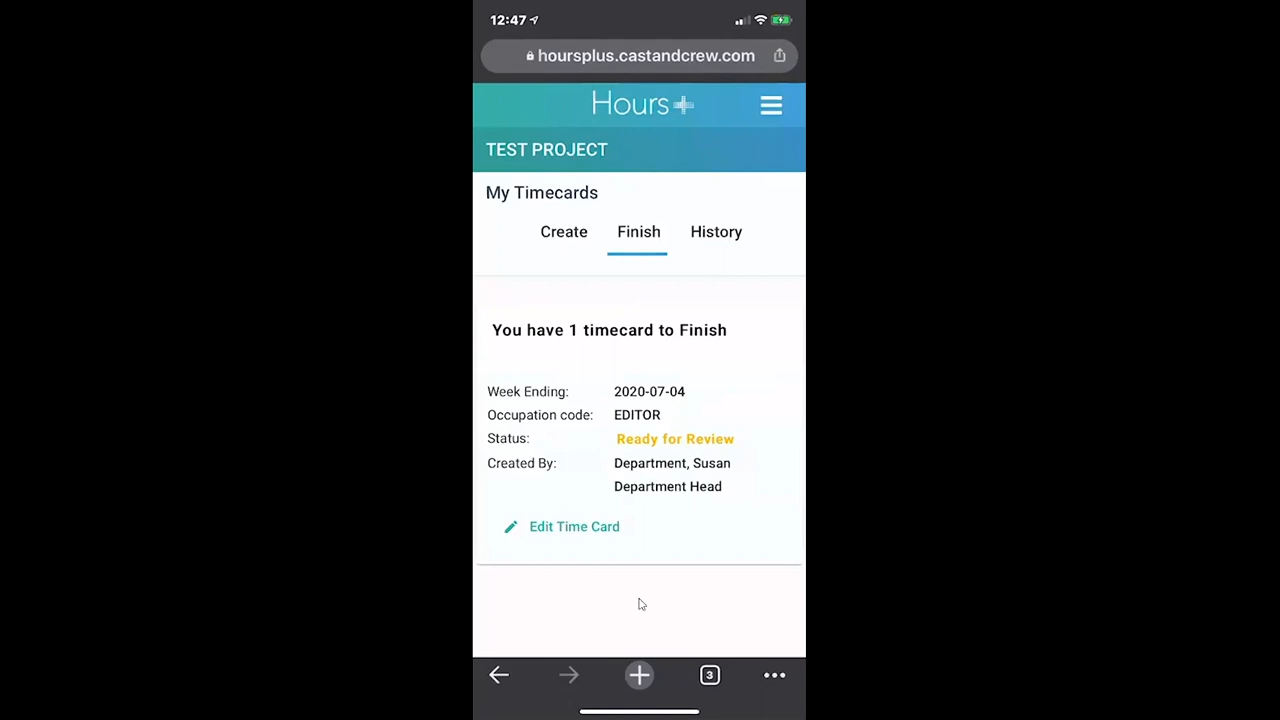 12:47
hoursplus.castandcrew.com
Hours+
TEST PROJECT
My Timecards
Create Finish History
You have 1 timecard to Finish
Week Ending: 2020-07-04
Occupation code: EDITOR
Status: Ready for Review
Created By: Department, Susan
Department Head
Edit Time Card
3